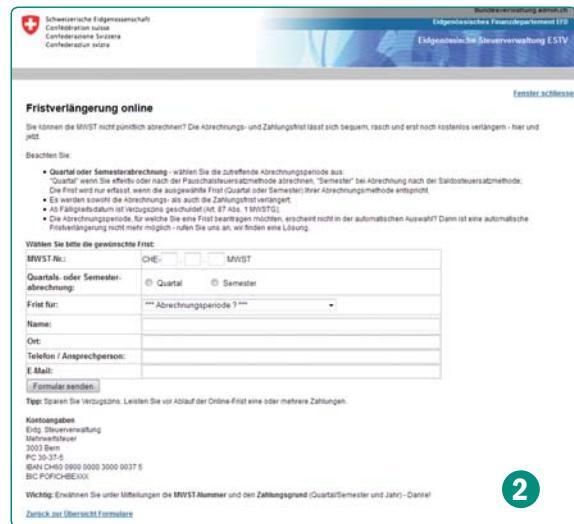 Bundesverwaltung admin.ch
Schweizerische Eidgenossenschaft
Confédération suisse
Confederazione Svizzera
Confederaziun svizra
Eidgenössisches Finanzdepartement EFD
Eidgenössische Steuerverwaltung ESTV
Fenster schliesse
Fristverlängerung online
Sie können die MWST nicht pünktlich abrechnen? Die Abrechnungs- und Zahlungsfrist lässt sich bequem, rasch und erst noch kostenlos verlängern - hier und
jetzt.
Beachten Sie:
• Quartal oder Semesterabrechnung - wählen Sie die zutreffende Abrechnungsperiode aus:
"Quartal" wenn Sie effektiv oder nach der Pauschalsteuersatzmethode abrechnen, "Semester" bei Abrechnung nach der Saldosteuersatzmethode;
Die Frist wird nur erfasst, wenn die ausgewählte Frist (Quartal oder Semester) Ihrer Abrechnungsmethode entspricht.
• Es werden sowohl die Abrechnungs- als auch die Zahlungsfrist verlängert;
• Ab Fälligkeitsdatum ist Verzugszins geschuldet (Art. 87 Abs. 1 MWSTG);
• Die Abrechnungsperiode, für welche Sie eine Frist beantragen möchten, erscheint nicht in der automatischen Auswahl? Dann ist eine automatische
Fristverlängerung nicht mehr möglich - rufen Sie uns an, wir finden eine Lösung.
Wählen Sie bitte die gewünschte Frist:
MWST-Nr.: CHE- . . MWST
Quartals- oder Semester-
abrechnung: Quartal Semester
Frist für: *** Abrechnungsperiode ? ***
Name:
Ort:
Telefon / Ansprechperson:
E-Mail:
Formular senden
Tipp: Sparen Sie Verzugszins. Leisten Sie vor Ablauf der Online-Frist eine oder mehrere Zahlungen.
Kontoangaben
Eidg. Steuerverwaltung
Mehrwertsteuer
3003 Bern
PC 30-37-5
IBAN CH60 0900 0000 3000 0037 5
BIC POFICHBEXXX
Wichtig: Erwähnen Sie unter Mitteilungen die MWST-Nummer und den Zahlungsgrund (Quartal/Semester und Jahr) - Danke!
Zurück zur Übersicht Formulare
2